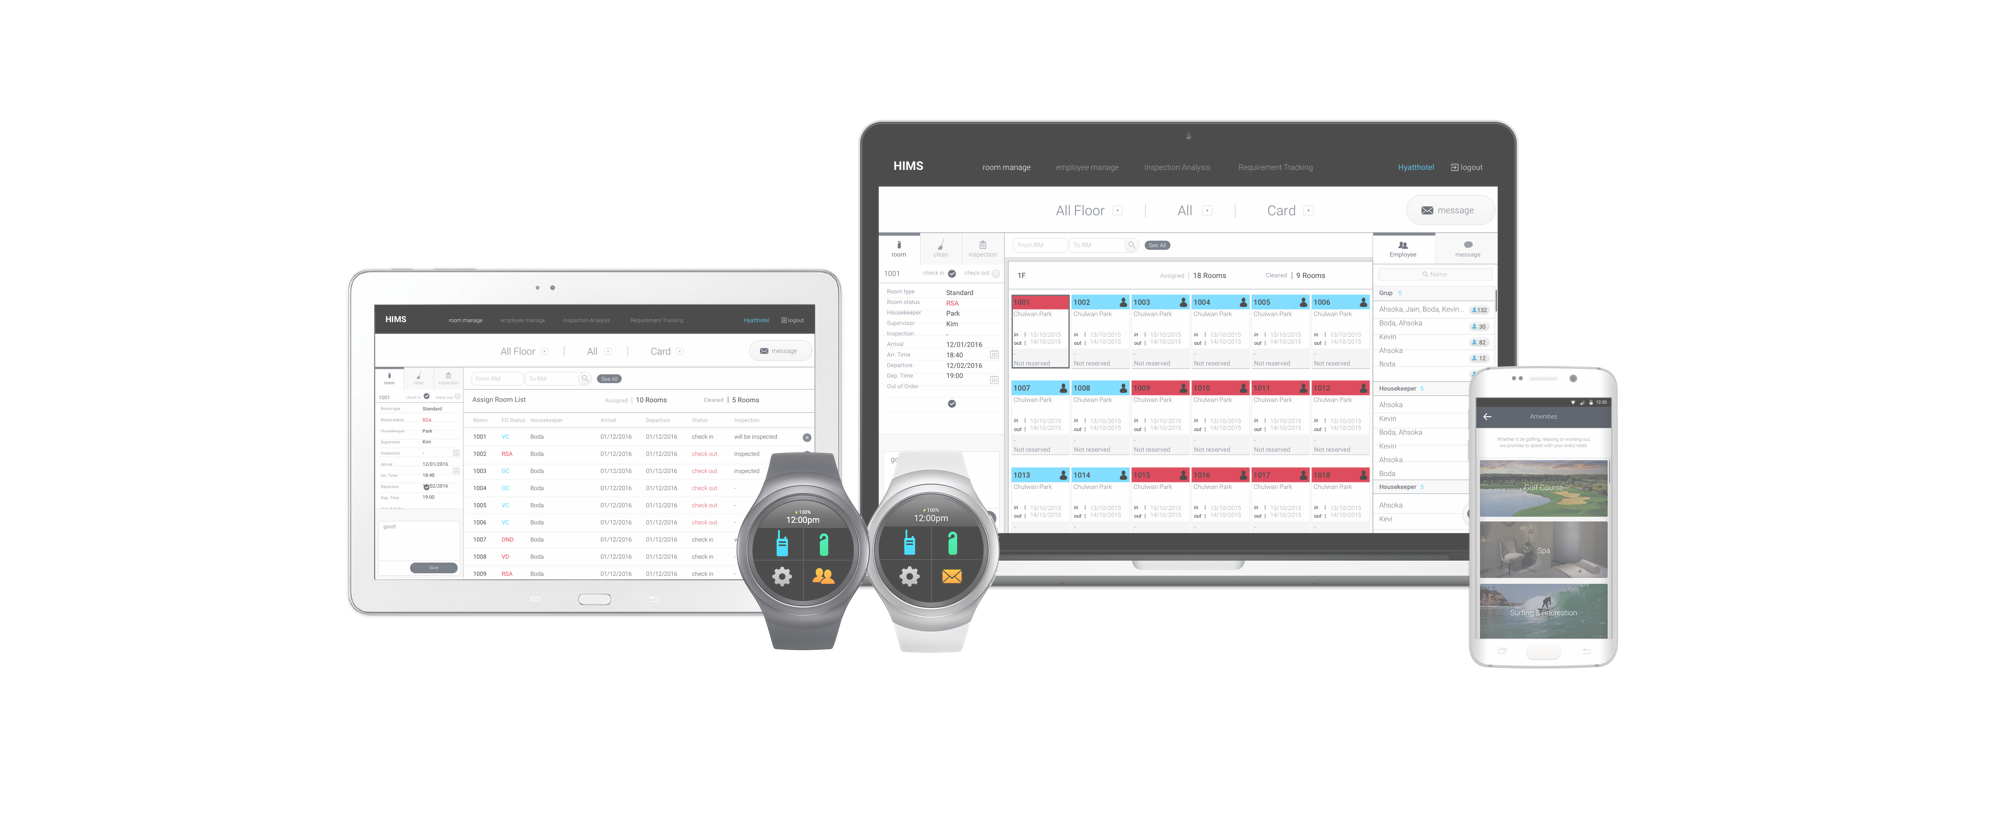 HIMS room manage employee manage Inspection Analysis Requirement Tracking Hyatthotel logout
All Floor All Card message
room clean inspection
From RM To RM See All
1001 check in check out
Room type Standard
Room status RSA
Housekeeper Park
Supervisor Kim
Inspection -
Arrival 12/01/2016
Arr. Time 18:40
Departure
Dep. Time 19:00
good!
Save
Assign Room List Assigned | 10 Rooms Cleaned | 5 Rooms
Room FO Status Housekeeper Arrival Departure Status Inspection
1001 VC Boda 01/12/2016 01/12/2016 check in will be inspected
1002 RSA Boda 01/12/2016 01/12/2016 check out inspected
1003 OC Boda 01/12/2016 01/12/2016 check out inspected
1004 OC Boda 01/12/2016 01/12/2016 check out -
1005 VC Boda 01/12/2016 01/12/2016 check out -
1006 VC Boda 01/12/2016 01/12/2016 check out -
1007 DND Boda 01/12/2016 01/12/2016 check in
1008 VD Boda 01/12/2016 01/12/2016 check in -
1009 RSA Boda 01/12/2016 01/12/2016 check in
100%
12:00pm
100%
12:00pm
HIMS room manage employee manage Inspection Analysis Requirement Tracking Hyatthotel logout
All Floor All Card message
room clean inspection
From RM To RM See All
1001 check in check out
Room type Standard
Room status RSA
Housekeeper Park
Supervisor Kim
Inspection -
Arrival 12/01/2016
Arr. Time 18:40
Departure 12/02/2016
Dep. Time 19:00
Out of Order
1F Assigned | 18 Rooms Cleaned | 9 Rooms
1001 1002 1003 1004 1005 1006
Chulwan Park Chulwan Park Chulwan Park Chulwan Park Chulwan Park Chulwan Park
in | 13/10/2015 in | 13/10/2015 in | 13/10/2015 in | 13/10/2015 in | 13/10/2015 in | 13/10/2015
out | 14/10/2015 out | 14/10/2015 out | 14/10/2015 out | 14/10/2015 out | 14/10/2015 out | 14/10/2015
- - - - - -
Not reserved Not reserved Not reserved Not reserved Not reserved Not reserved
1007 1008 1009 1010 1011 1012
Chulwan Park Chulwan Park Chulwan Park Chulwan Park Chulwan Park Chulwan Park
in | 13/10/2015 in | 13/10/2015 in | 13/10/2015 in | 13/10/2015 in | 13/10/2015 in | 13/10/2015
out | 14/10/2015 out | 14/10/2015 out | 14/10/2015 out | 14/10/2015 out | 14/10/2015 out | 14/10/2015
- - - - - -
Not reserved Not reserved Not reserved Not reserved Not reserved Not reserved
1013 1014 1015 1016 1017 1018
Chulwan Park Chulwan Park Chulwan Park Chulwan Park Chulwan Park Chulwan Park
in | 13/10/2015 in | 13/10/2015 in | 13/10/2015 in | 13/10/2015 in | 13/10/2015 in | 13/10/2015
out | 14/10/2015 out | 14/10/2015 out | 14/10/2015 out | 14/10/2015 out | 14/10/2015 out | 14/10/2015
- - - - - -
Employee message
Name
Grup 5
Ahsoka, Jain, Boda, Kevin... 132
Boda, Ahsoka 30
Kevin 82
Ahsoka 12
Boda
Housekeeper 5
Ahsoka
Kevin
Boda, Ahsoka
Kevin
Ahsoka
Boda
Housekeeper 5
Ahsoka
Kevi
12:30
Amenities
Whether it be golfing, relaxing or working out,
we promise to assist with your every need
Golf Course
Spa
Surfing & Recreation